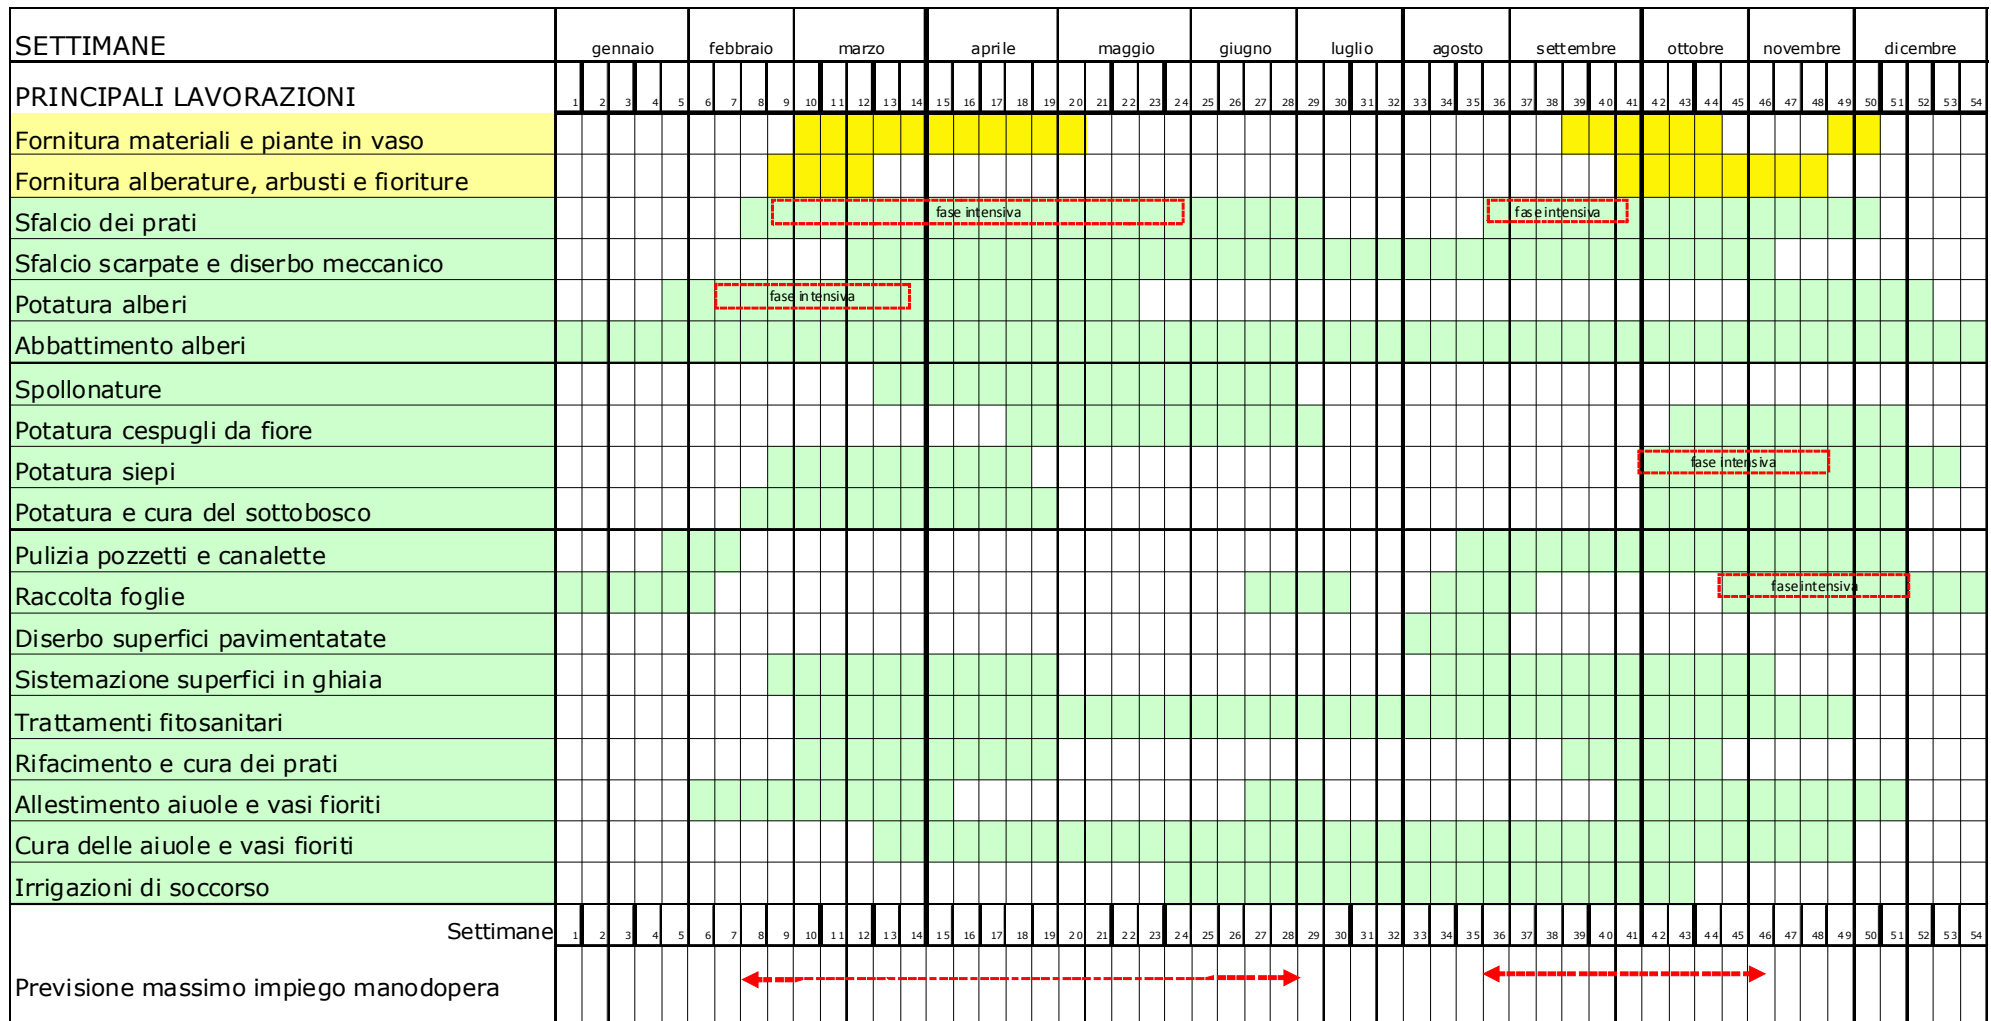 SETTIMANE gennaio febbraio marzo aprile maggio giugno luglio agosto settembre ottobre novembre dicembre
PRINCIPALI LAVORAZIONI 1 2 3 4 5 6 7 8 9 10 11 12 13 14 15 16 17 18 19 20 21 22 23 24 25 26 27 28 29 30 31 32 33 34 35 36 37 38 39 40 41 42 43 44 45 46 47 48 49 50 51 52 53 54
Fornitura materiali e piante in vaso
Fornitura alberature, arbusti e fioriture
Sfalcio dei prati fase intensiva fase intensiva
Sfalcio scarpate e diserbo meccanico
Potatura alberi fase intensiva
Abbattimento alberi
Spollonature
Potatura cespugli da fiore
Potatura siepi fase intensiva
Potatura e cura del sottobosco
Pulizia pozzetti e canalette
Raccolta foglie fase intensiva
Diserbo superfici pavimentatate
Sistemazione superfici in ghiaia
Trattamenti fitosanitari
Rifacimento e cura dei prati
Allestimento aiuole e vasi fioriti
Cura delle aiuole e vasi fioriti
Irrigazioni di soccorso
Settimane 1 2 3 4 5 6 7 8 9 10 11 12 13 14 15 16 17 18 19 20 21 22 23 24 25 26 27 28 29 30 31 32 33 34 35 36 37 38 39 40 41 42 43 44 45 46 47 48 49 50 51 52 53 54
Previsione massimo impiego manodopera